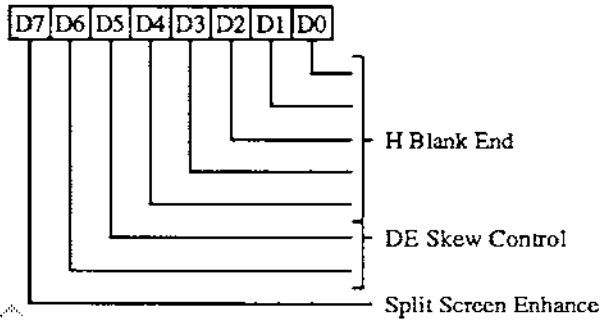 D7 D6 D5 D4 D3 D2 D1 D0
H Blank End
DE Skew Control
Split Screen Enhance